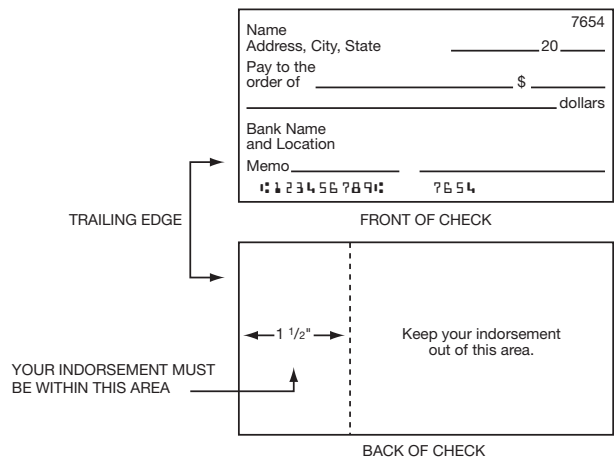 7654
Name
Address, City, State 20
Pay to the
order of $
dollars
Bank Name
and Location
Memo
⑆123456789⑆ 7654
TRAILING EDGE
FRONT OF CHECK
1 1/2"
Keep your indorsement
out of this area.
YOUR INDORSEMENT MUST
BE WITHIN THIS AREA
BACK OF CHECK